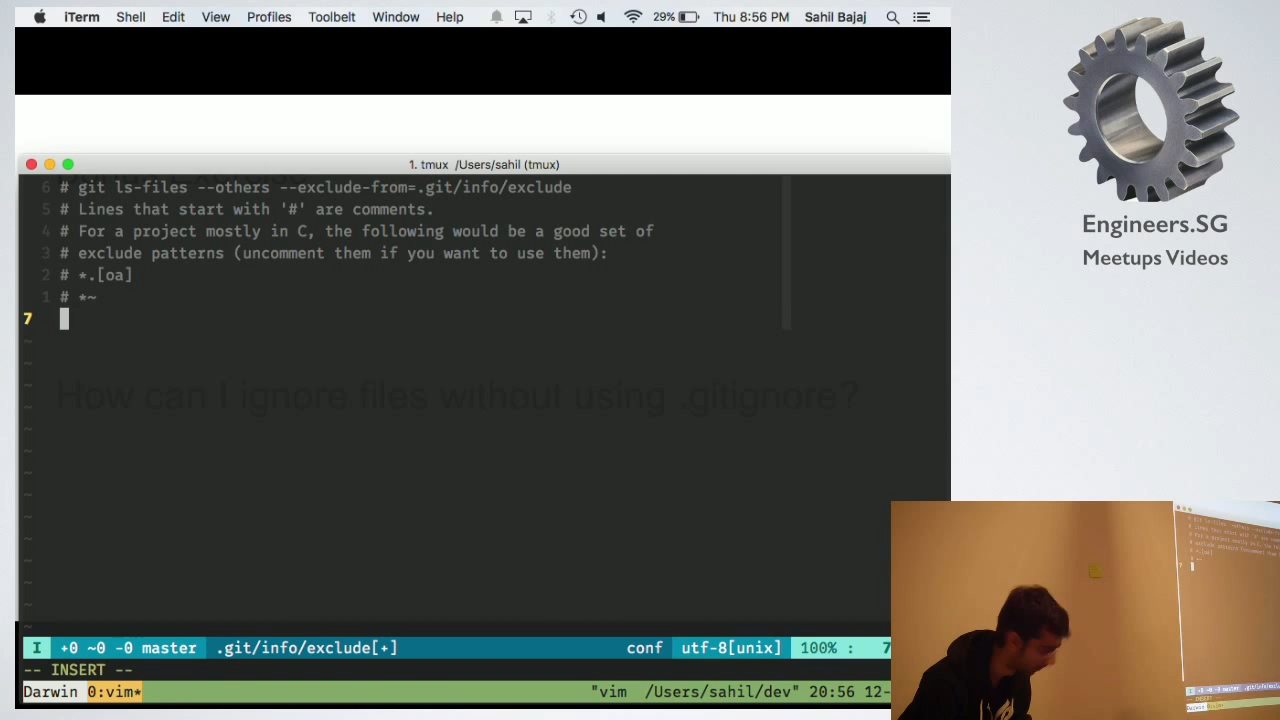 iTerm Shell Edit View Profiles Toolbelt Window Help 29% Thu 8:56 PM Sahil Bajaj
1. tmux /Users/sahil (tmux)
6 # git ls-files --others --exclude-from=.git/info/exclude
5 # Lines that start with '#' are comments.
4 # For a project mostly in C, the following would be a good set of
3 # exclude patterns (uncomment them if you want to use them):
2 # *.[oa]
1 # *~
7
~
~
~
How can I ignore files without using .gitignore?
~
~
~
~
~
~
~
~
~
~
~
I +0 ~0 -0 master .git/info/exclude[+] conf utf-8[unix] 100% : 7
-- INSERT --
Darwin 0:vim* "vim /Users/sahil/dev" 20:56 12-
Engineers.SG
Meetups Videos